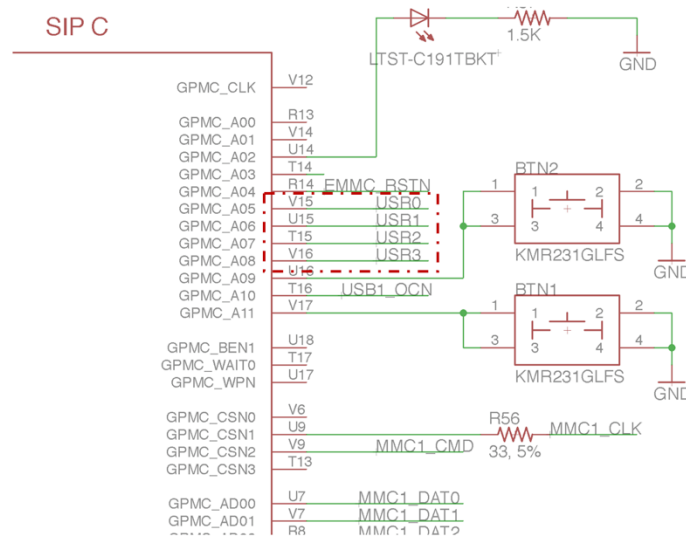 SIP C
LTST-C191TBKT
1.5K
GND
GPMC_CLK V12
GPMC_A00 R13
GPMC_A01 V14
GPMC_A02 U14
GPMC_A03 T14
GPMC_A04 R14 EMMC_RSTN
GPMC_A05 V15 USR0
GPMC_A06 U15 USR1
GPMC_A07 T15 USR2
GPMC_A08 V16 USR3
GPMC_A09 U16
GPMC_A10 T16 USB1_OCN
GPMC_A11 V17
BTN2
1 1 2 2
3 3 4 4
KMR231GLFS
GND
BTN1
1 1 2 2
3 3 4 4
KMR231GLFS
GND
GPMC_BEN1 U18
GPMC_WAIT0 T17
GPMC_WPN U17
GPMC_CSN0 V6
GPMC_CSN1 U9
R56
33, 5%
MMC1_CLK
GPMC_CSN2 V9 MMC1_CMD
GPMC_CSN3 T13
GPMC_AD00 U7 MMC1_DAT0
GPMC_AD01 V7 MMC1_DAT1
R8 MMC1_DAT2